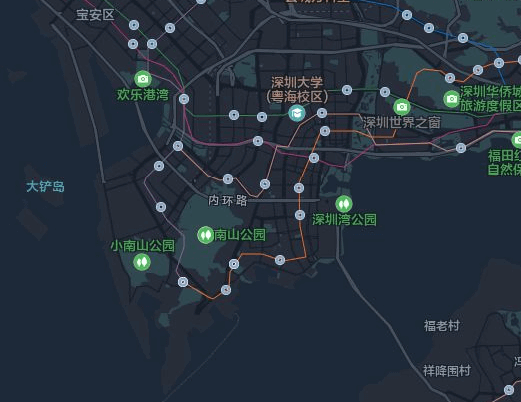 宝安区
深圳大学
(粤海校区)
欢乐港湾
深圳华侨城
旅游度假区
深圳世界之窗
福田红
自然保
大铲岛
内环路
深圳湾公园
南山公园
小南山公园
福老村
祥降围村
冯